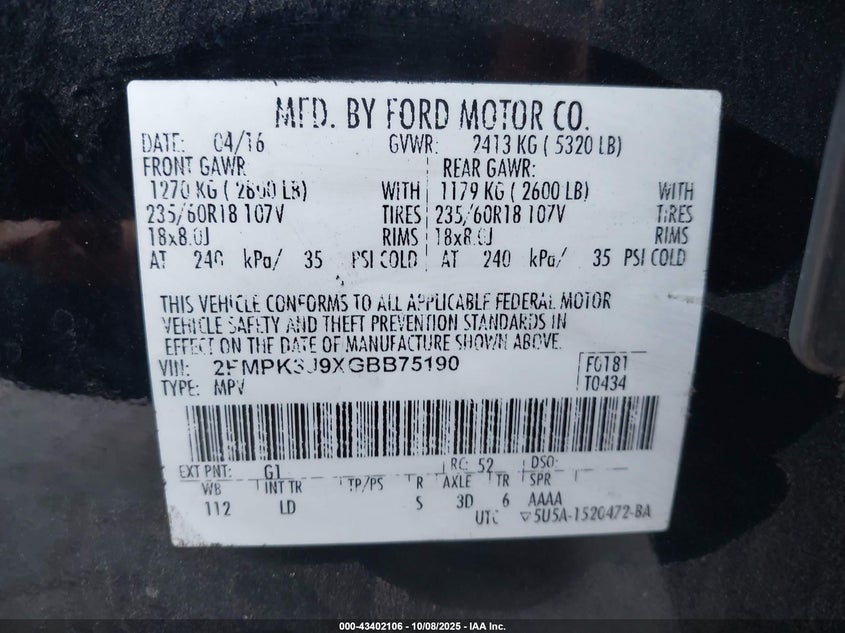 MFD. BY FORD MOTOR CO.
DATE: 04/16 GVWR: 2413 KG ( 5320 LB)
FRONT GAWR: REAR GAWR:
1270 KG ( 2800 LB) WITH 1179 KG ( 2600 LB) WITH
235/60R18 107V TIRES 235/60R18 107V TIRES
18x8.0J RIMS 18x8.0J RIMS
AT 240 kPa/ 35 PSI COLD AT 240 kPa/ 35 PSI COLD
THIS VEHICLE CONFORMS TO ALL APPLICABLE FEDERAL MOTOR
VEHICLE SAFETY AND THEFT PREVENTION STANDARDS IN
EFFECT ON THE DATE OF MANUFACTURE SHOWN ABOVE.
VIN: 2FMPK3J9XGBB75190 F0181
TYPE: MPV T0434
EXT PNT: G1 RC: 52 DSO:
WB INT TR TP/PS R AXLE TR SPR
112 LD S 3D 6 AAAA
UTC ▽5U5A-1520472-BA
000-43402106 - 10/08/2025 - IAA Inc.